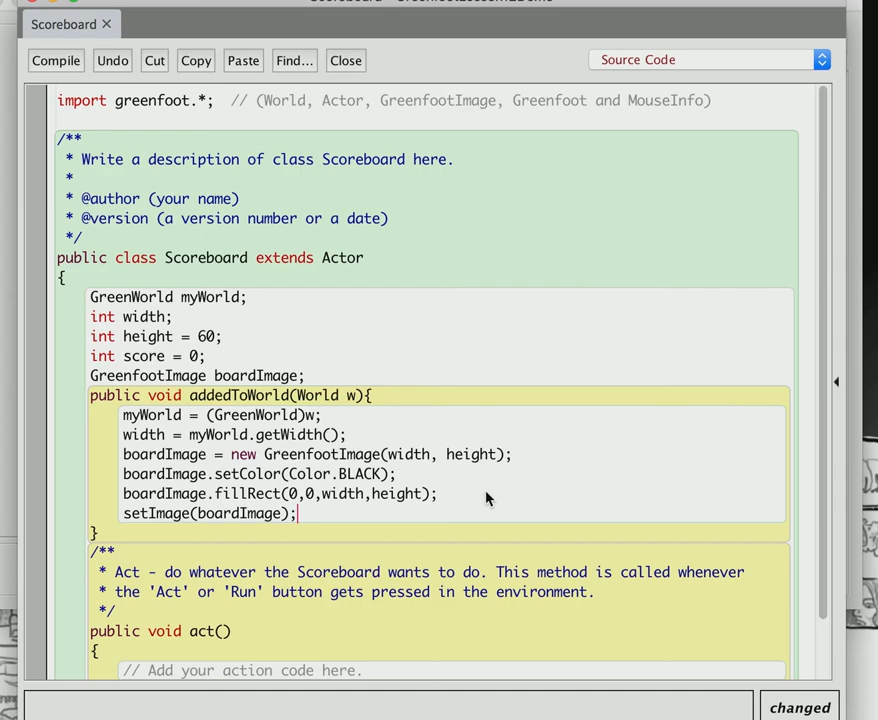 Scoreboard ✕
Compile Undo Cut Copy Paste Find... Close Source Code
import greenfoot.*;  // (World, Actor, GreenfootImage, Greenfoot and MouseInfo)
/**
 * Write a description of class Scoreboard here.
 *
 * @author (your name)
 * @version (a version number or a date)
 */
public class Scoreboard extends Actor
{
GreenWorld myWorld;
int width;
int height = 60;
int score = 0;
GreenfootImage boardImage;
public void addedToWorld(World w){
myWorld = (GreenWorld)w;
width = myWorld.getWidth();
boardImage = new GreenfootImage(width, height);
boardImage.setColor(Color.BLACK);
boardImage.fillRect(0,0,width,height);
setImage(boardImage);
}
/**
 * Act - do whatever the Scoreboard wants to do. This method is called whenever
 * the 'Act' or 'Run' button gets pressed in the environment.
 */
public void act()
{
// Add your action code here.
changed